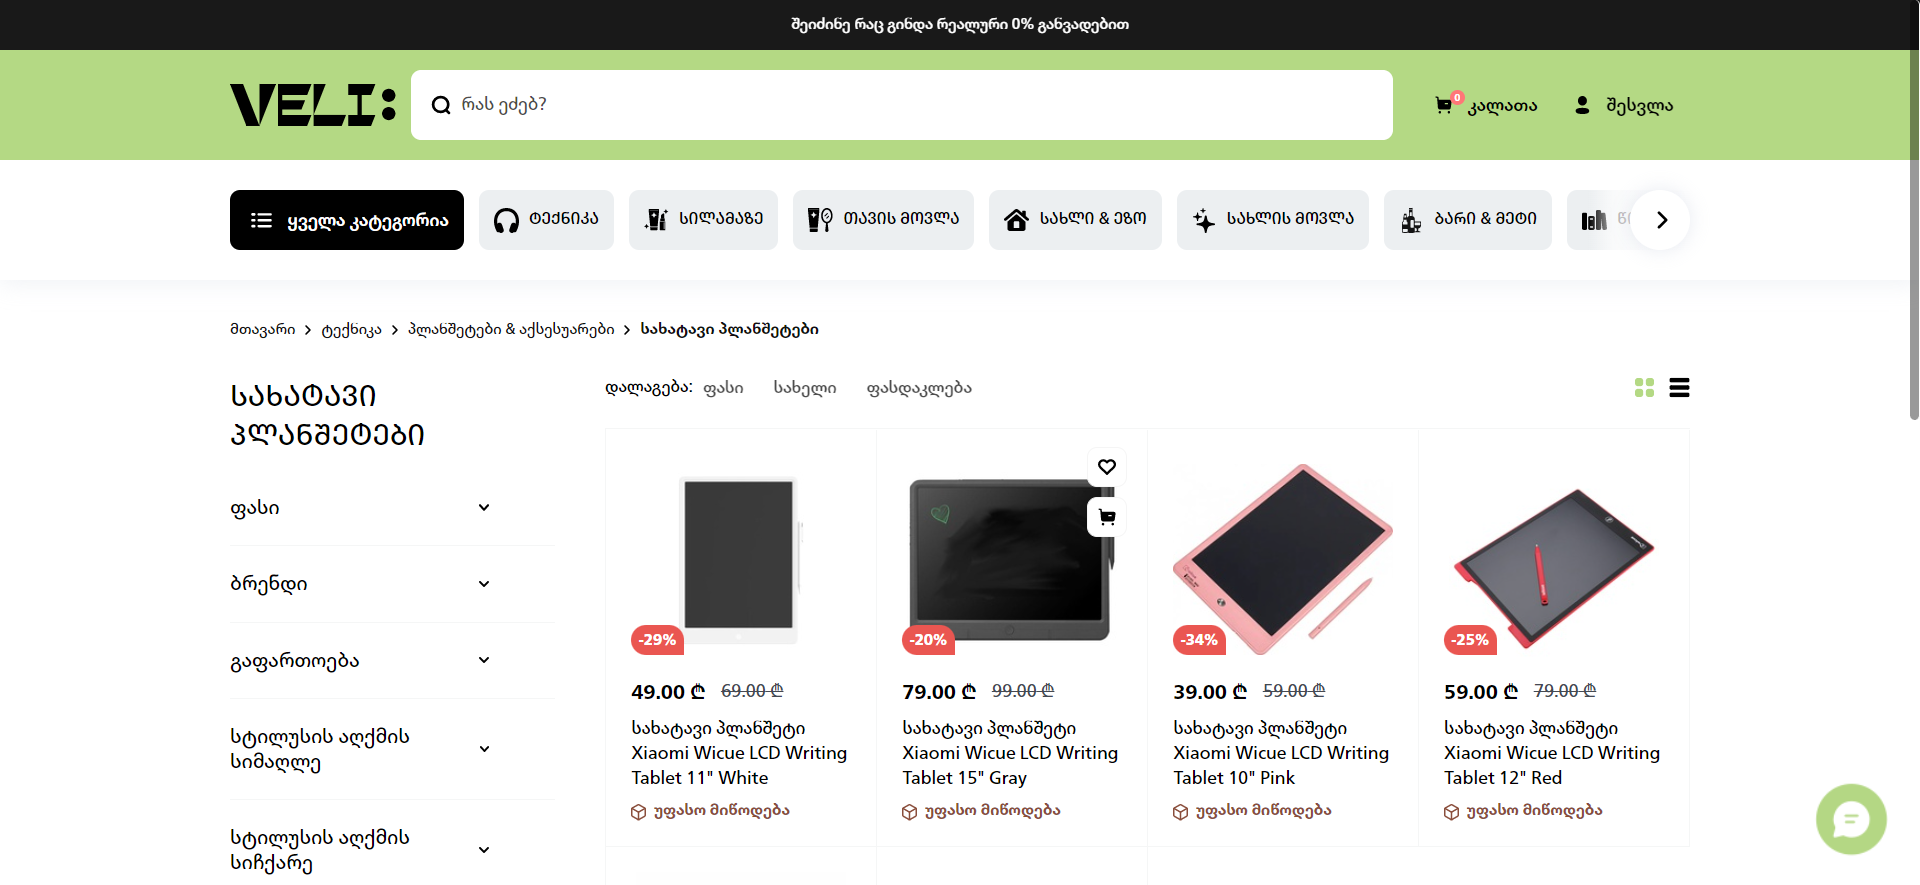 შეიძინე რაც გინდა რეალური 0% განვადებით
VELI:
რას ეძებ?
0
კალათა
შესვლა
ყველა კატეგორია
ტექნიკა
სილამაზე
თავის მოვლა
სახლი & ეზო
სახლის მოვლა
ბარი & მეტი
მთავარი > ტექნიკა > პლანშეტები & აქსესუარები > სახატავი პლანშეტები
სახატავი
პლანშეტები
დალაგება: ფასი სახელი ფასდაკლება
ფასი
ბრენდი
გაფართოება
სტილუსის აღქმის
სიმაღლე
სტილუსის აღქმის
სიჩქარე
-29%
49.00 ₾ 69.00 ₾
სახატავი პლანშეტი
Xiaomi Wicue LCD Writing
Tablet 11" White
უფასო მიწოდება
-20%
79.00 ₾ 99.00 ₾
სახატავი პლანშეტი
Xiaomi Wicue LCD Writing
Tablet 15" Gray
უფასო მიწოდება
-34%
39.00 ₾ 59.00 ₾
სახატავი პლანშეტი
Xiaomi Wicue LCD Writing
Tablet 10" Pink
უფასო მიწოდება
-25%
59.00 ₾ 79.00 ₾
სახატავი პლანშეტი
Xiaomi Wicue LCD Writing
Tablet 12" Red
უფასო მიწოდება